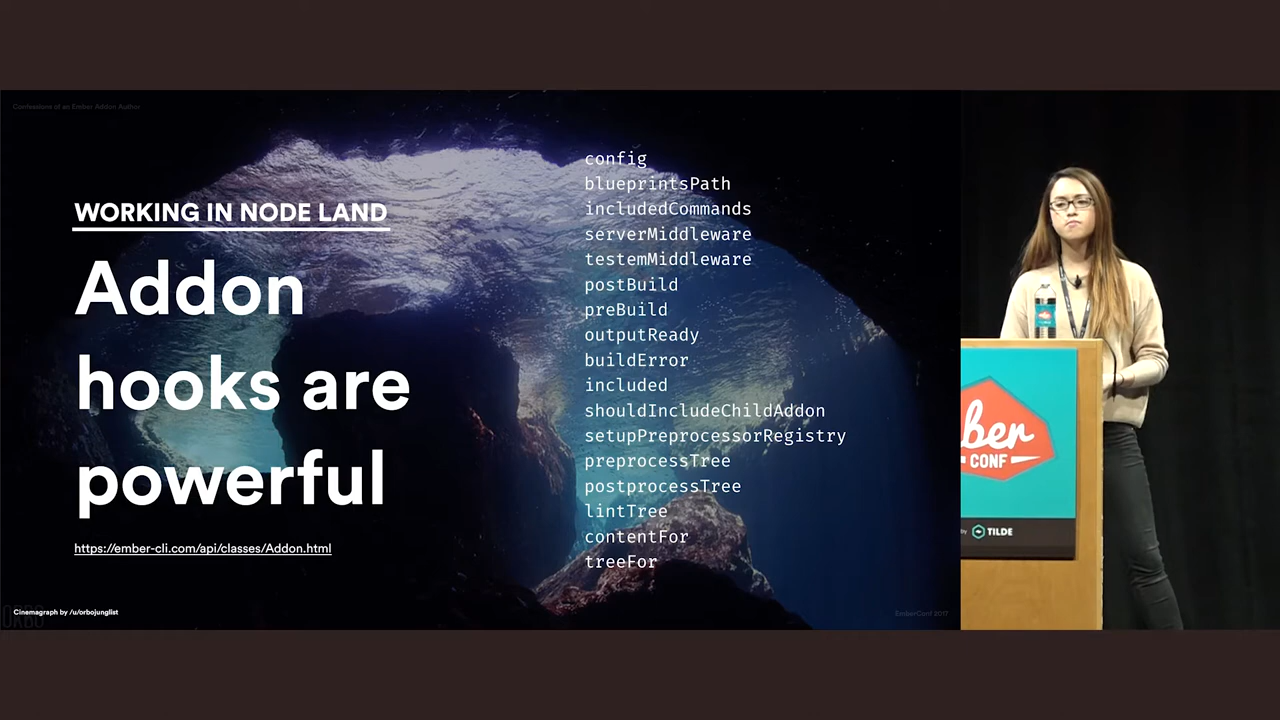 Confessions of an Ember Addon Author
WORKING IN NODE LAND
Addon
hooks are
powerful
https://ember-cli.com/api/classes/Addon.html
config
blueprintsPath
includedCommands
serverMiddleware
testemMiddleware
postBuild
preBuild
outputReady
buildError
included
shouldIncludeChildAddon
setupPreprocessorRegistry
preprocessTree
postprocessTree
lintTree
contentFor
treeFor
ORBO
Cinemagraph by /u/orbojunglist
EmberConf 2017
ber
CONF
by TILDE